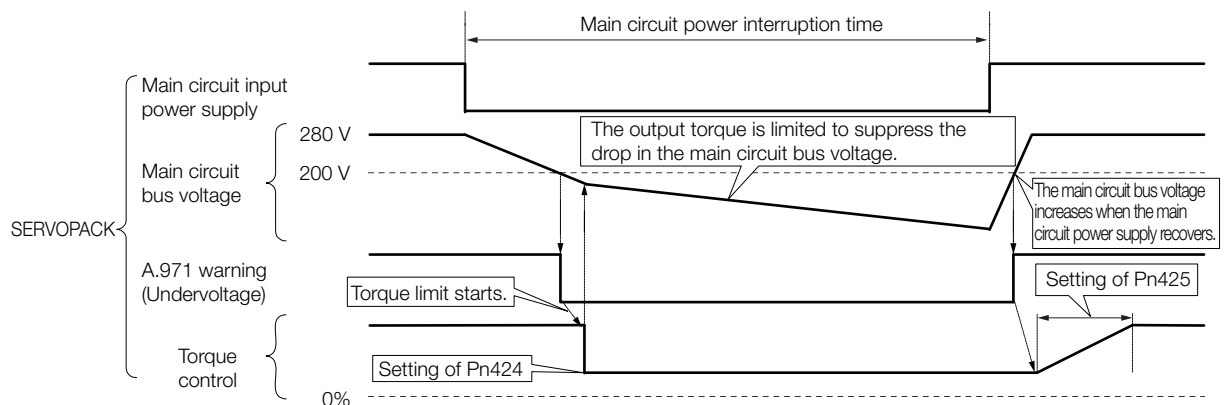 Main circuit power interruption time
Main circuit input
power supply
280 V
The output torque is limited to suppress the
drop in the main circuit bus voltage.
Main circuit
bus voltage
200 V
The main circuit bus voltage
increases when the main
circuit power supply recovers.
SERVOPACK
A.971 warning
(Undervoltage)
Torque limit starts.
Setting of Pn425
Torque
control
Setting of Pn424
0%